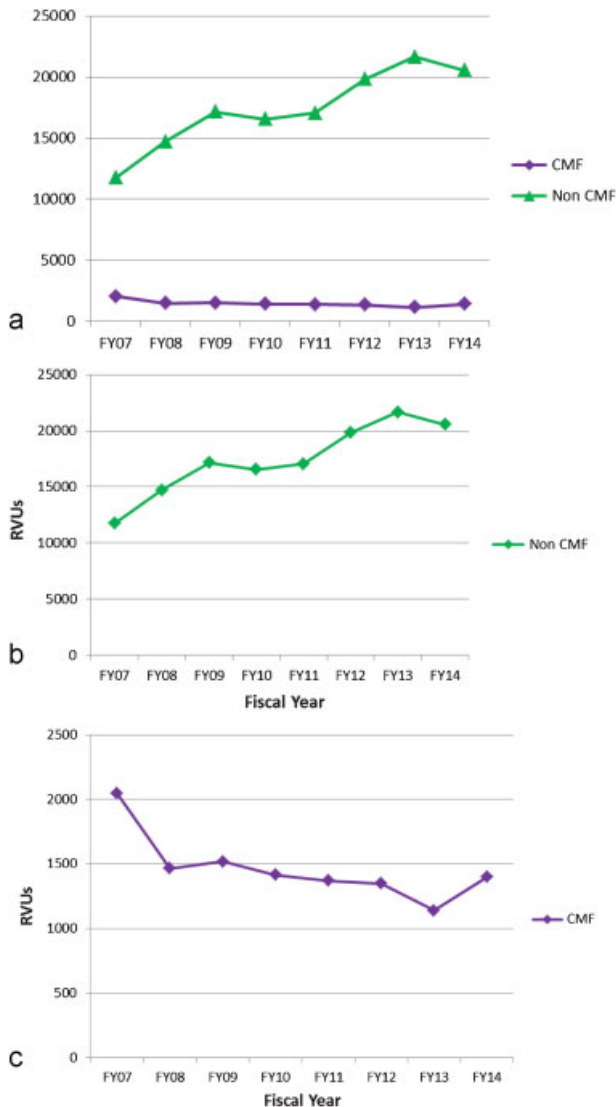 25000
20000
15000
10000
5000
0
FY07 FY08 FY09 FY10 FY11 FY12 FY13 FY14
CMF
Non CMF
a
25000
20000
15000
10000
5000
0
RVUs
FY07 FY08 FY09 FY10 FY11 FY12 FY13 FY14
Fiscal Year
Non CMF
b
2500
2000
1500
1000
500
0
RVUs
FY07 FY08 FY09 FY10 FY11 FY12 FY13 FY14
Fiscal Year
CMF
c